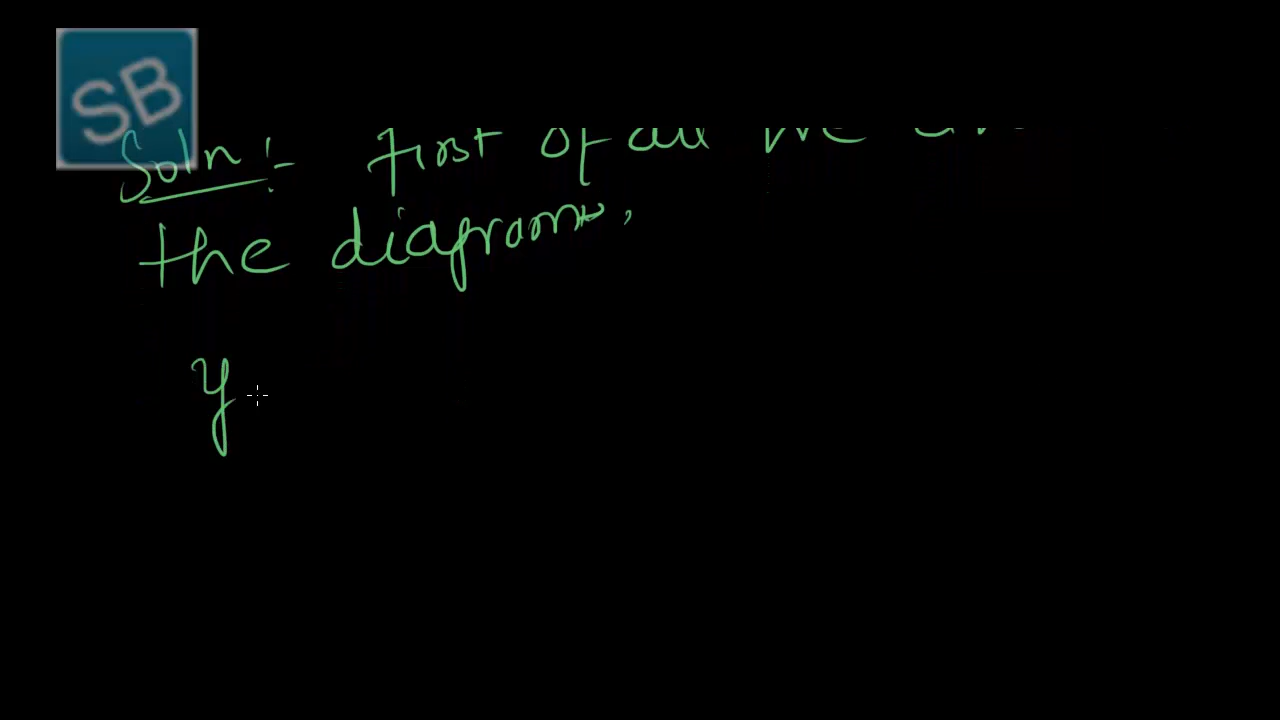 SB
Soln :- First of all we
the diagram.
y